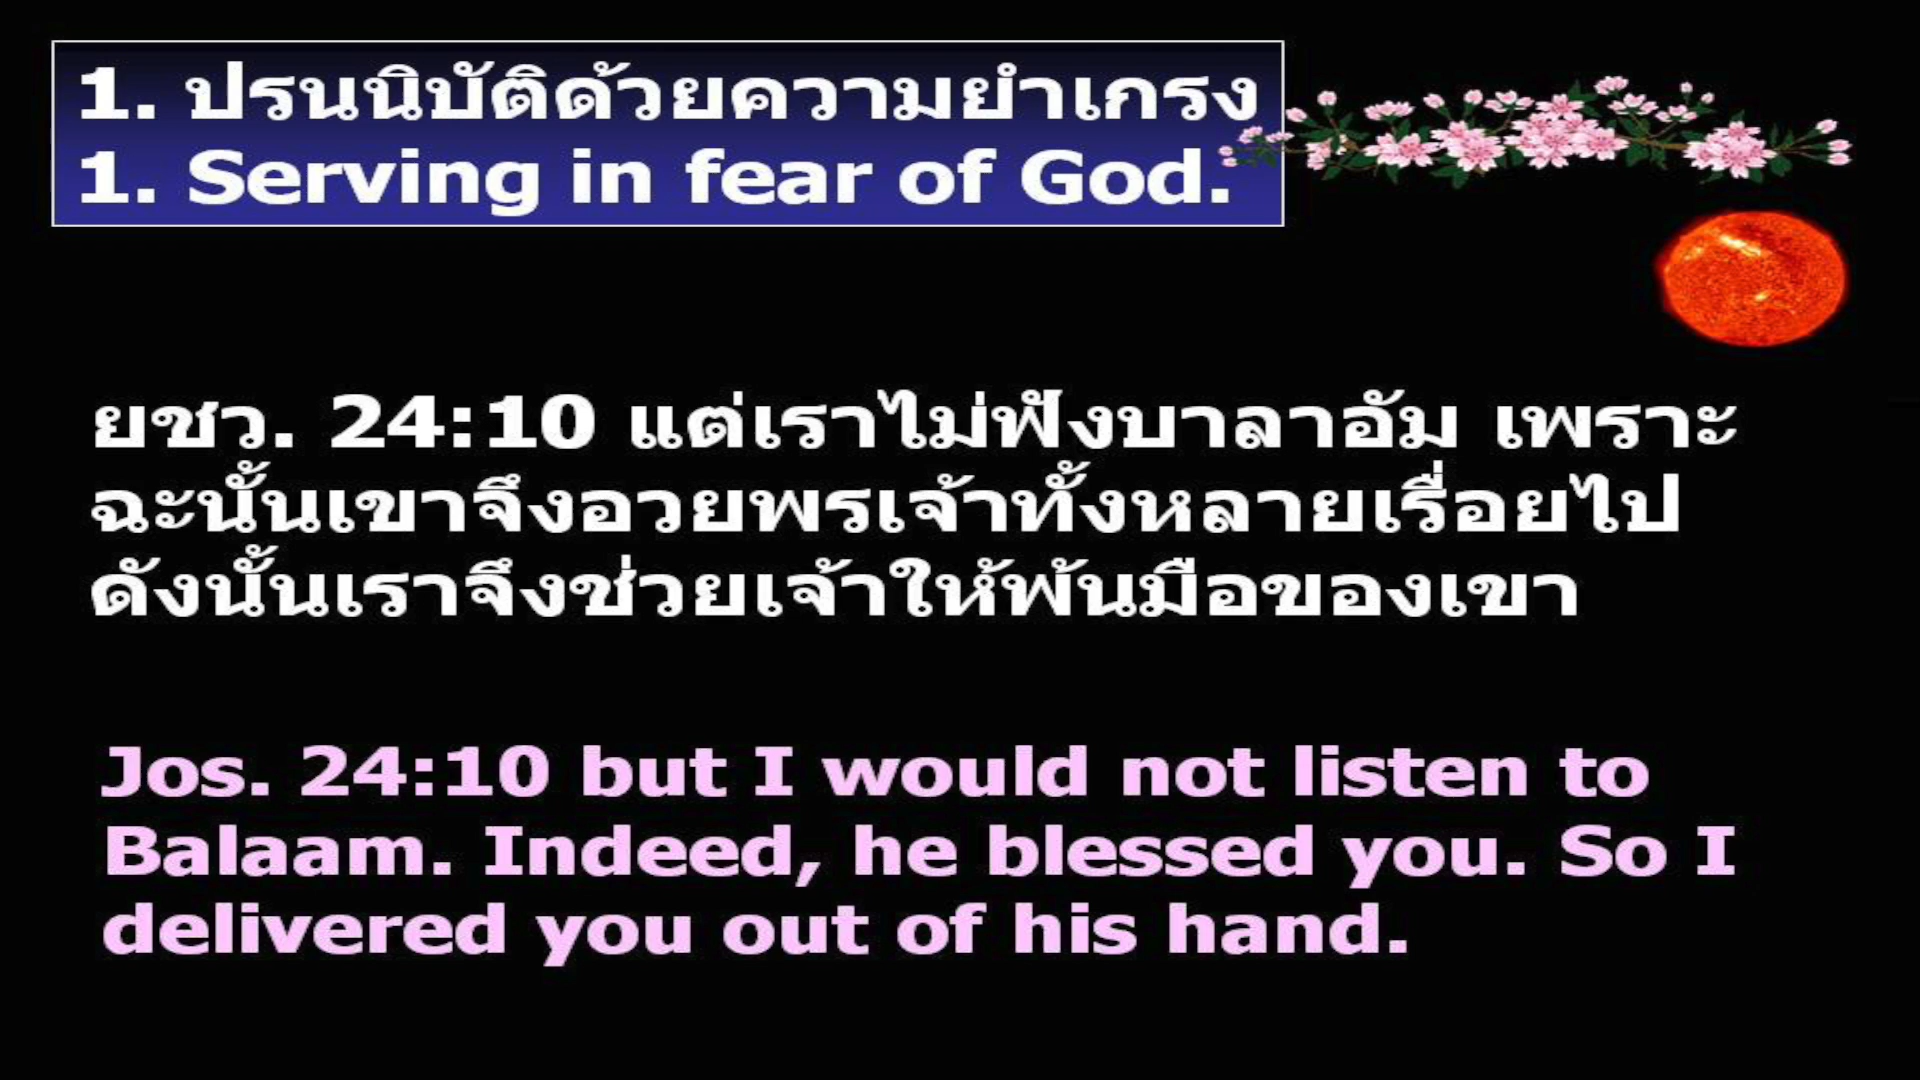 1. ปรนนิบัติด้วยความยำเกรง
1. Serving in fear of God.
ยชว. 24:10 แต่เราไม่ฟังบาลาอัม เพราะ
ฉะนั้นเขาจึงอวยพรเจ้าทั้งหลายเรื่อยไป
ดังนั้นเราจึงช่วยเจ้าให้พ้นมือของเขา
Jos. 24:10 but I would not listen to
Balaam. Indeed, he blessed you. So I
delivered you out of his hand.